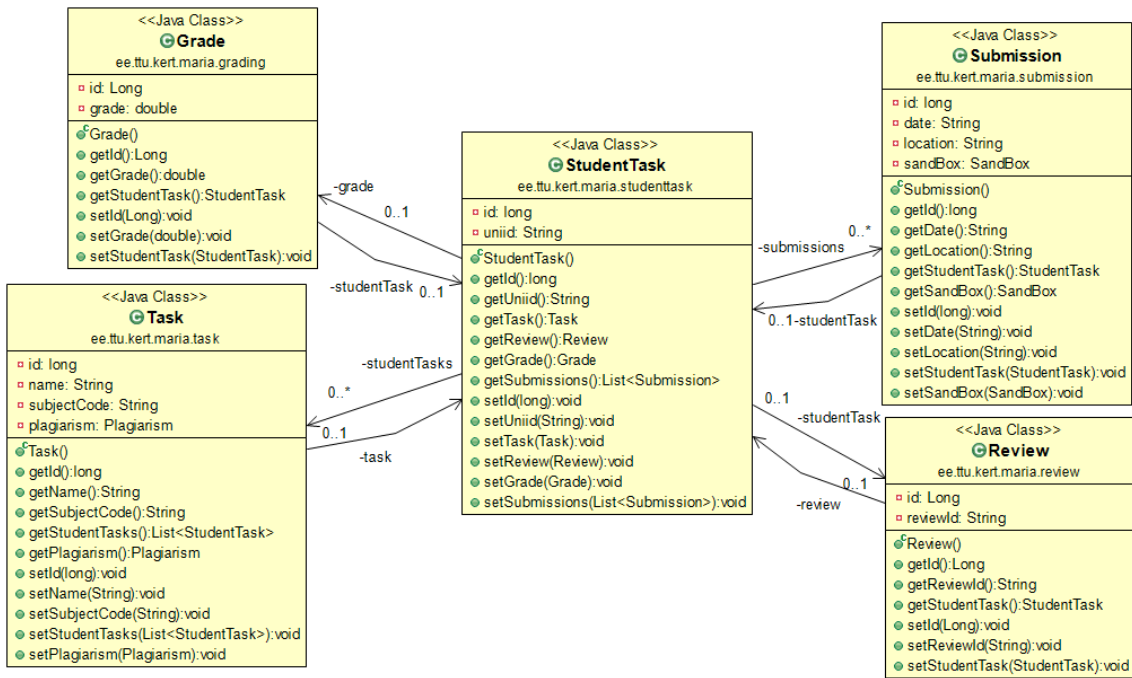 <<Java Class>>
Grade
ee.ttu.kert.maria.grading
id: Long
grade: double
Grade()
getId():Long
getGrade():double
getStudentTask():StudentTask
setId(Long):void
setGrade(double):void
setStudentTask(StudentTask):void
<<Java Class>>
Task
ee.ttu.kert.maria.task
id: long
name: String
subjectCode: String
plagiarism: Plagiarism
Task()
getId():long
getName():String
getSubjectCode():String
getStudentTasks():List<StudentTask>
getPlagiarism():Plagiarism
setId(long):void
setName(String):void
setSubjectCode(String):void
setStudentTasks(List<StudentTask>):void
setPlagiarism(Plagiarism):void
-grade
0..1
-studentTask
0..1
-studentTasks
0..*
0..1
-task
<<Java Class>>
StudentTask
ee.ttu.kert.maria.studenttask
id: long
uniid: String
StudentTask()
getId():long
getUniid():String
getTask():Task
getReview():Review
getGrade():Grade
getSubmissions():List<Submission>
setId(long):void
setUniid(String):void
setTask(Task):void
setReview(Review):void
setGrade(Grade):void
setSubmissions(List<Submission>):void
0..*
-submissions
0..1
-studentTask
0..1
-studentTask
0..1
-review
<<Java Class>>
Submission
ee.ttu.kert.maria.submission
id: long
date: String
location: String
sandBox: SandBox
Submission()
getId():long
getDate():String
getLocation():String
getStudentTask():StudentTask
getSandBox():SandBox
setId(long):void
setDate(String):void
setLocation(String):void
setStudentTask(StudentTask):void
setSandBox(SandBox):void
<<Java Class>>
Review
ee.ttu.kert.maria.review
id: Long
reviewId: String
Review()
getId():Long
getReviewId():String
getStudentTask():StudentTask
setId(Long):void
setReviewId(String):void
setStudentTask(StudentTask):void